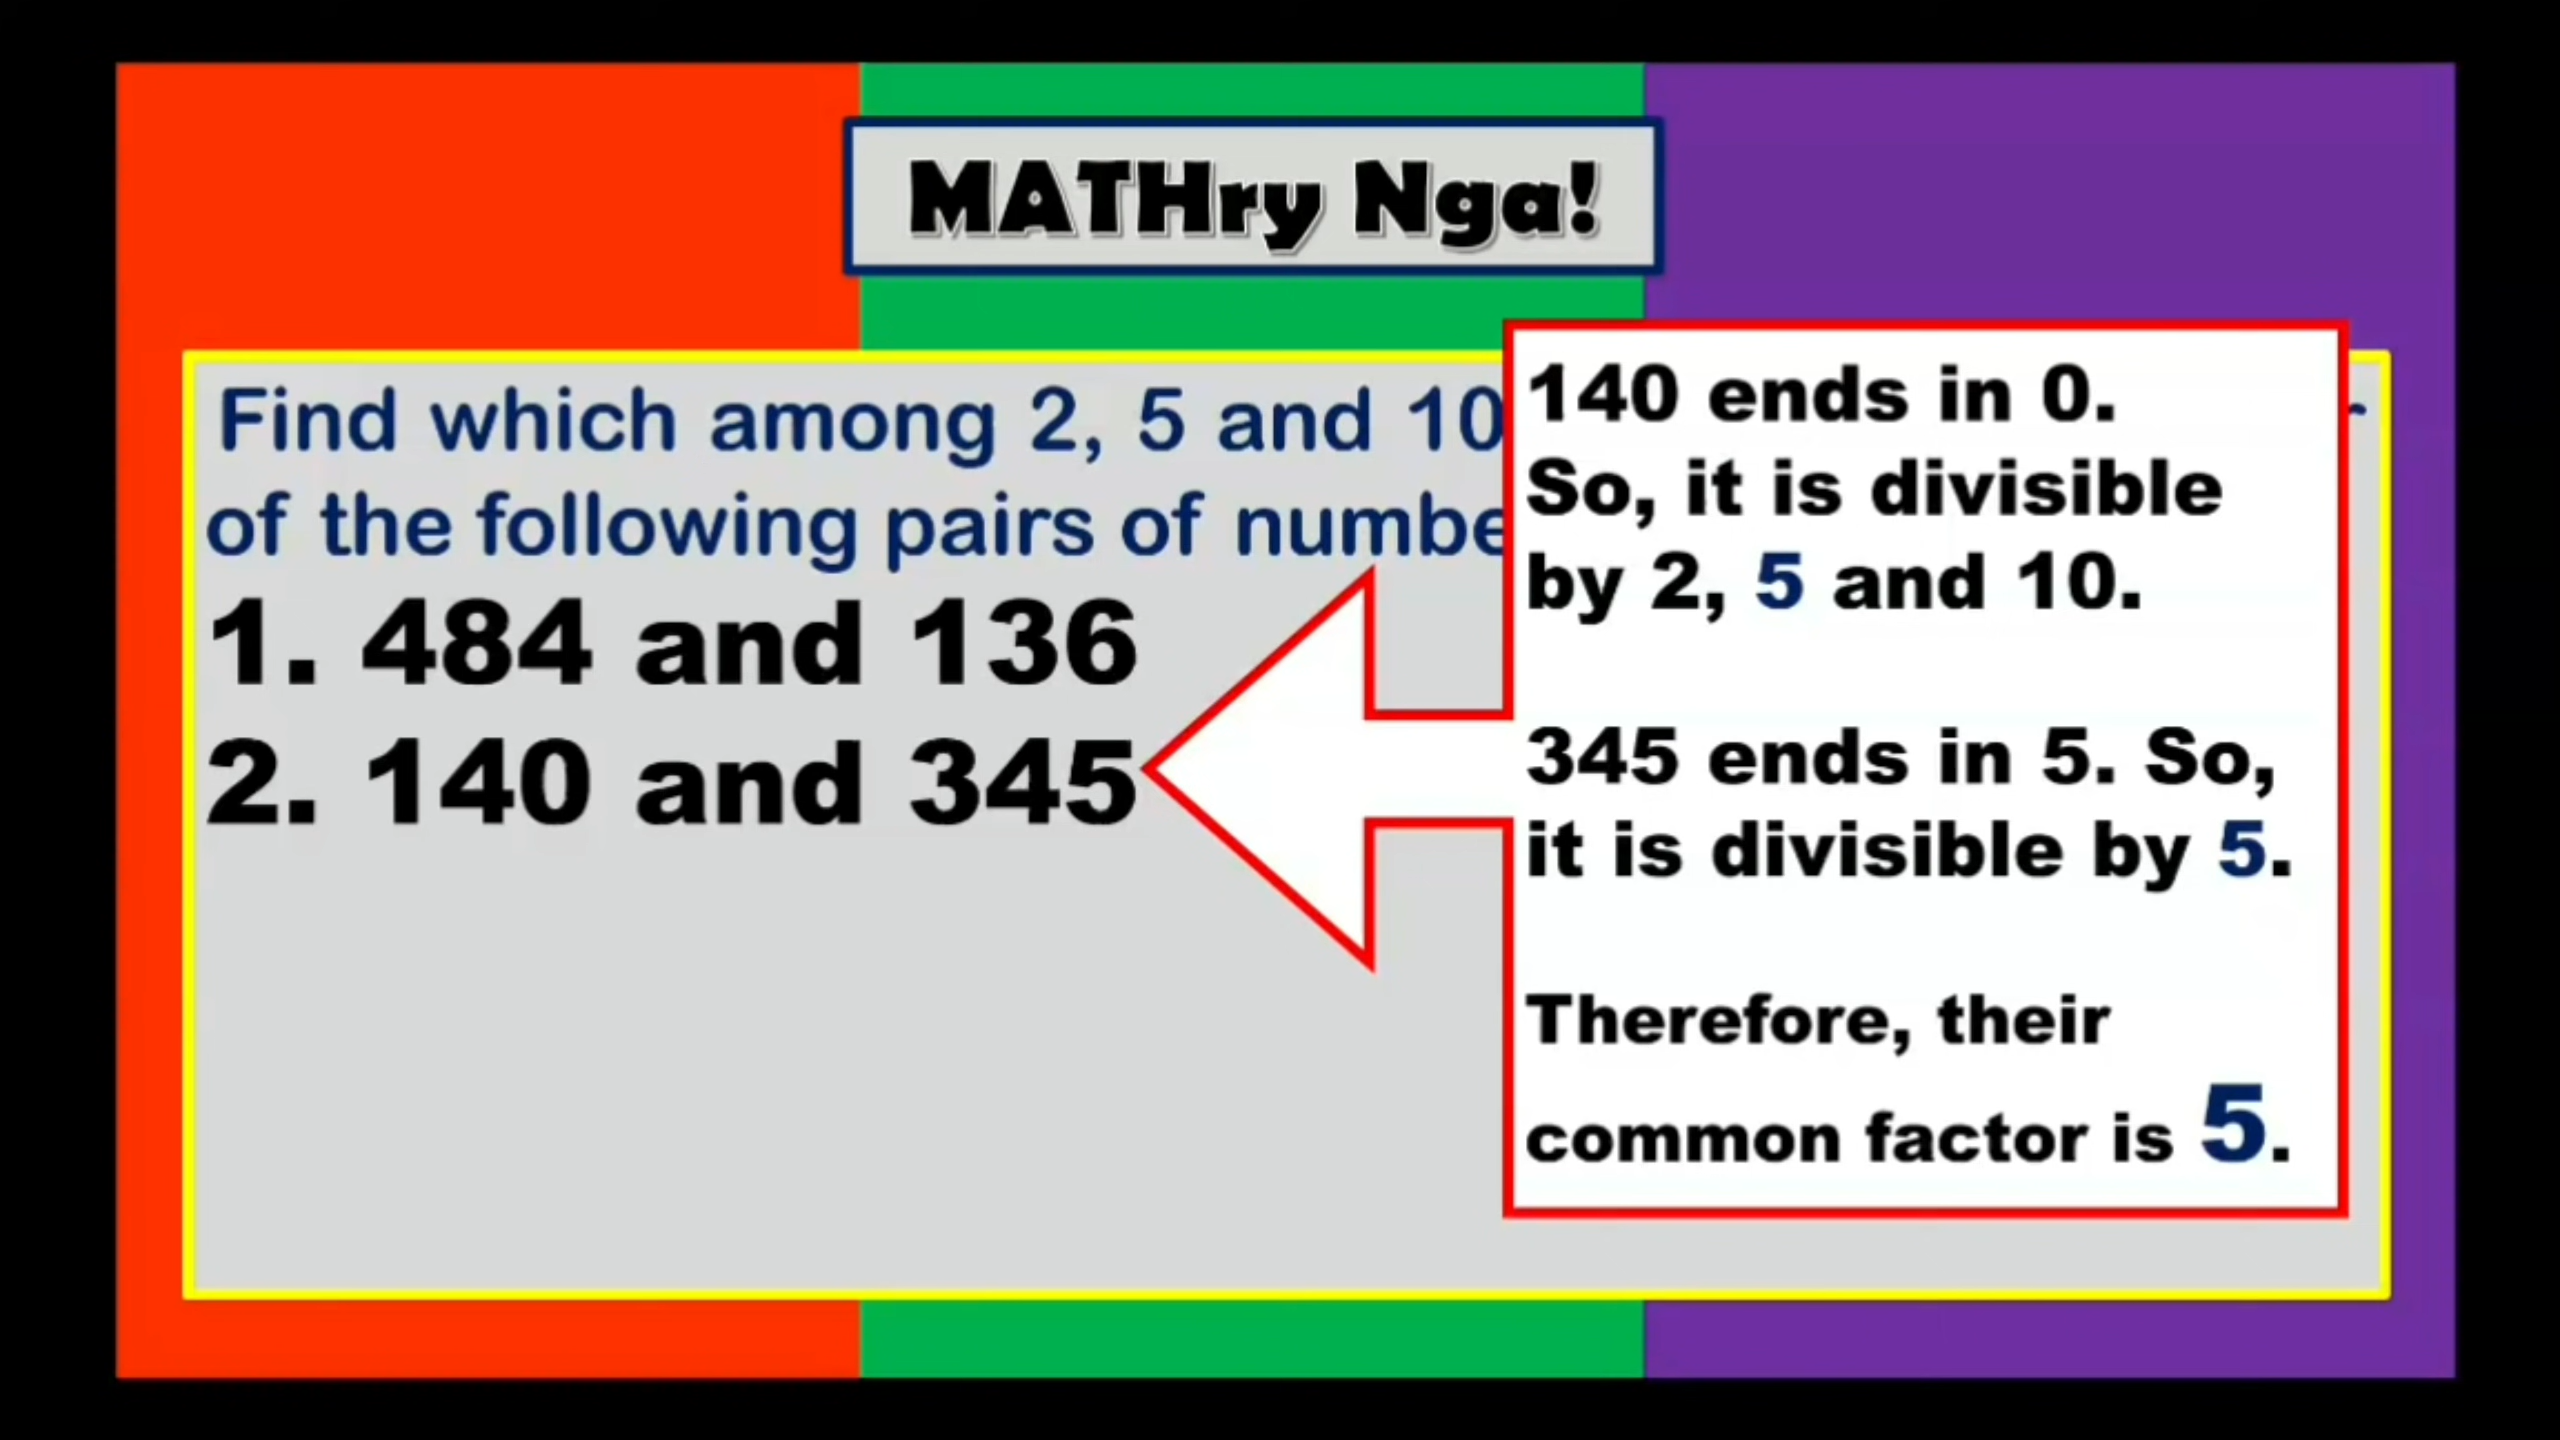 MATHry Nga!
Find which among 2, 5 and 10
of the following pairs of numbe
1. 484 and 136
2. 140 and 345
140 ends in 0.
So, it is divisible
by 2, 5 and 10.
345 ends in 5. So,
it is divisible by 5.
Therefore, their
common factor is 5.